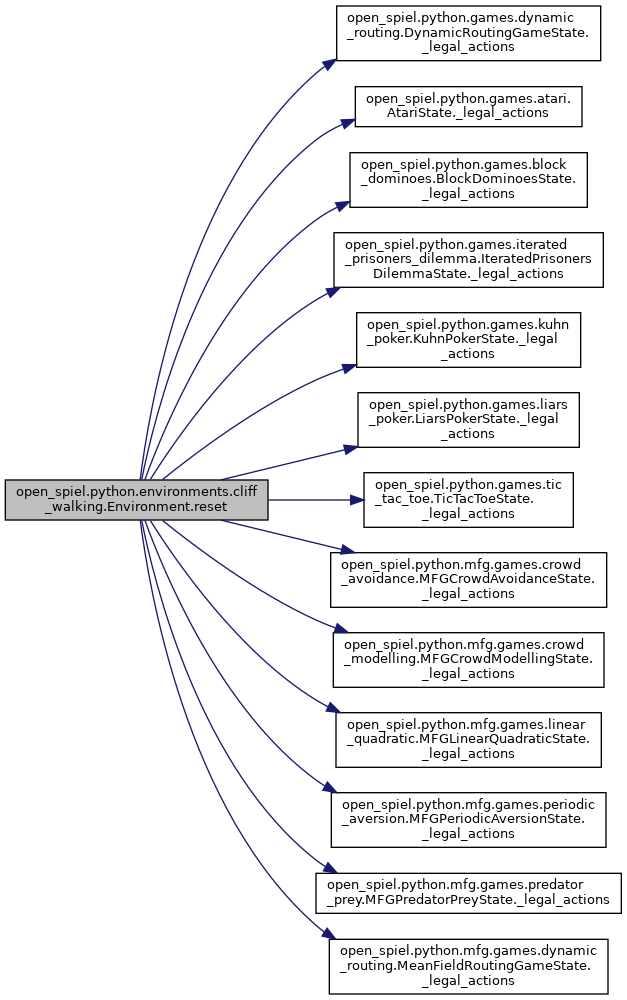 open_spiel.python.games.dynamic
_routing.DynamicRoutingGameState.
_legal_actions
open_spiel.python.games.atari.
AtariState._legal_actions
open_spiel.python.games.block
_dominoes.BlockDominoesState.
_legal_actions
open_spiel.python.games.iterated
_prisoners_dilemma.IteratedPrisoners
DilemmaState._legal_actions
open_spiel.python.games.kuhn
_poker.KuhnPokerState._legal
_actions
open_spiel.python.games.liars
_poker.LiarsPokerState._legal
_actions
open_spiel.python.environments.cliff
_walking.Environment.reset
open_spiel.python.games.tic
_tac_toe.TicTacToeState.
_legal_actions
open_spiel.python.mfg.games.crowd
_avoidance.MFGCrowdAvoidanceState.
_legal_actions
open_spiel.python.mfg.games.crowd
_modelling.MFGCrowdModellingState.
_legal_actions
open_spiel.python.mfg.games.linear
_quadratic.MFGLinearQuadraticState.
_legal_actions
open_spiel.python.mfg.games.periodic
_aversion.MFGPeriodicAversionState.
_legal_actions
open_spiel.python.mfg.games.predator
_prey.MFGPredatorPreyState._legal_actions
open_spiel.python.mfg.games.dynamic
_routing.MeanFieldRoutingGameState.
_legal_actions